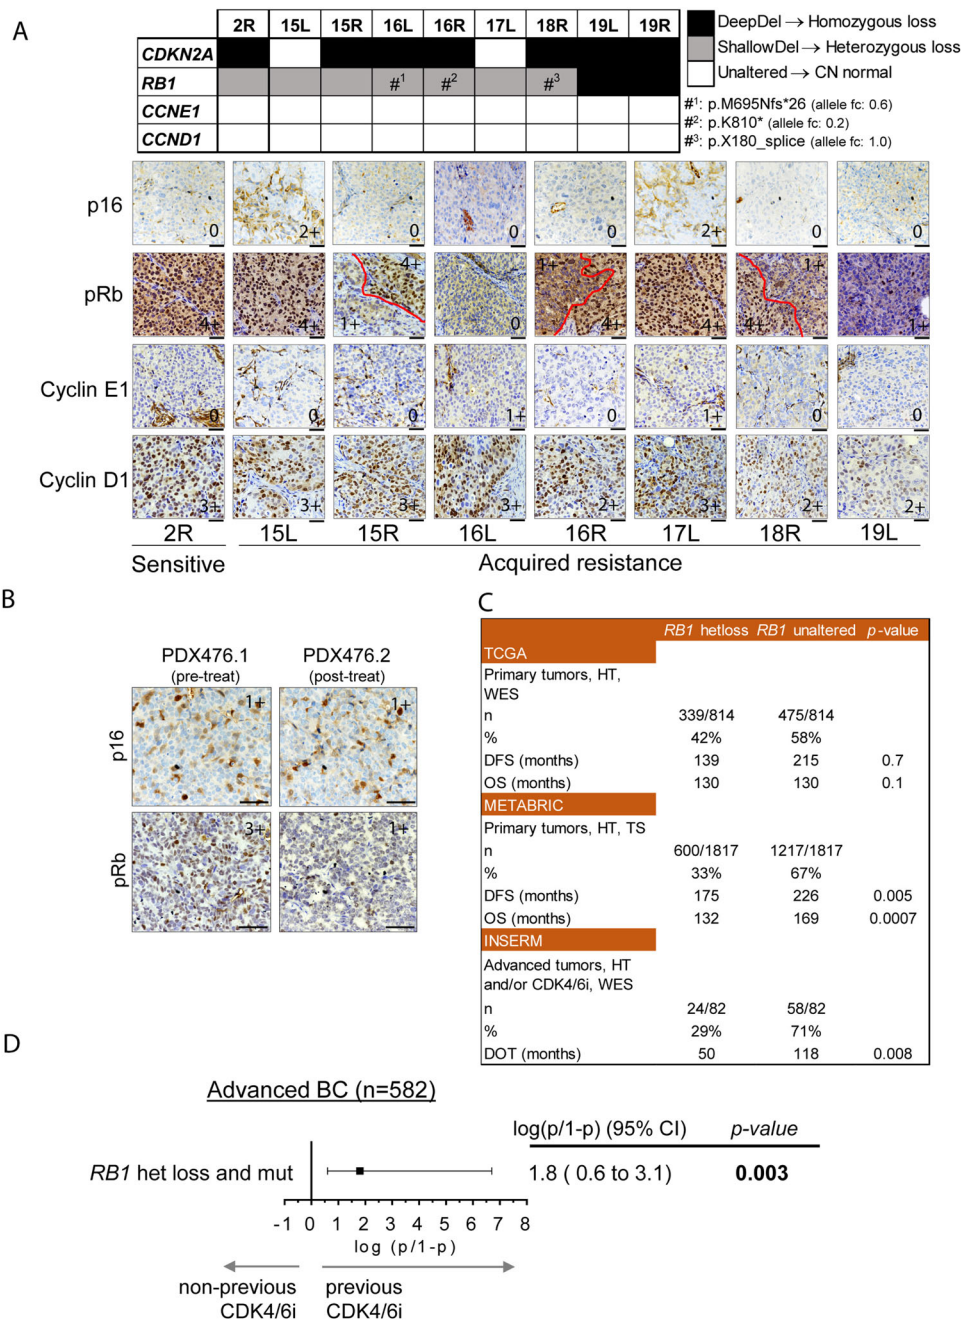 A
2R 15L 15R 16L 16R 17L 18R 19L 19R
CDKN2A
RB1 #1 #2 #3
CCNE1
CCND1
DeepDel → Homozygous loss
ShallowDel → Heterozygous loss
Unaltered → CN normal
#1: p.M695Nfs*26 (allele fc: 0.6)
#2: p.K810* (allele fc: 0.2)
#3: p.X180_splice (allele fc: 1.0)
p16 0 2+ 0 0 0 2+ 0 0
pRb 4+ 4+ 4+ 1+ 0 1+ 4+ 4+ 1+ 4+ 1+
Cyclin E1 0 0 0 1+ 0 1+ 0 0
Cyclin D1 3+ 3+ 3+ 3+ 2+ 3+ 2+ 2+
2R 15L 15R 16L 16R 17L 18R 19L
Sensitive Acquired resistance
B
PDX476.1 PDX476.2
(pre-treat) (post-treat)
p16 1+ 1+
pRb 3+ 1+
C
RB1 hetloss RB1 unaltered p-value
TCGA
Primary tumors, HT,
WES
n 339/814 475/814
% 42% 58%
DFS (months) 139 215 0.7
OS (months) 130 130 0.1
METABRIC
Primary tumors, HT, TS
n 600/1817 1217/1817
% 33% 67%
DFS (months) 175 226 0.005
OS (months) 132 169 0.0007
INSERM
Advanced tumors, HT
and/or CDK4/6i, WES
n 24/82 58/82
% 29% 71%
DOT (months) 50 118 0.008
D
Advanced BC (n=582)
log(p/1-p) (95% CI) p-value
RB1 het loss and mut 1.8 ( 0.6 to 3.1) 0.003
-1 0 1 2 3 4 5 6 7 8
log (p/1-p)
non-previous previous
CDK4/6i CDK4/6i